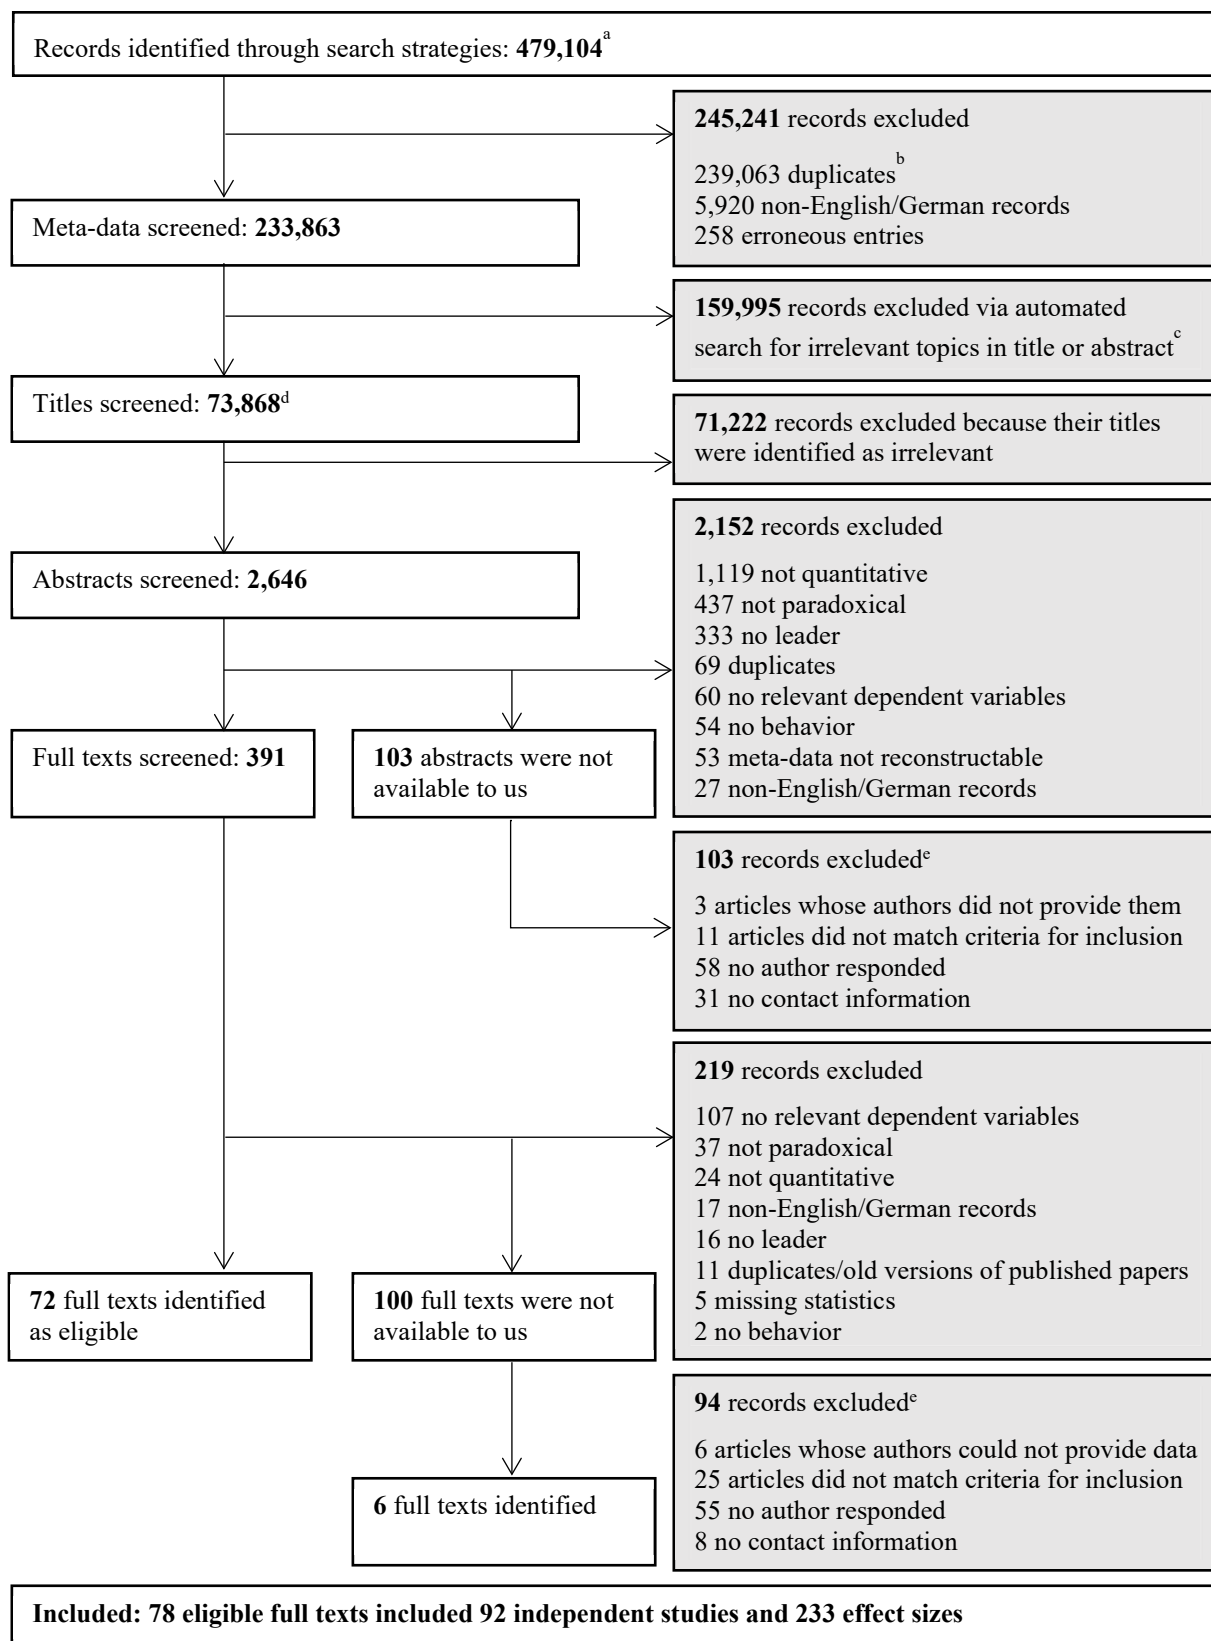 Records identified through search strategies: 479,104a
245,241 records excluded
239,063 duplicatesb
5,920 non-English/German records
258 erroneous entries
Meta-data screened: 233,863
159,995 records excluded via automated
search for irrelevant topics in title or abstractc
Titles screened: 73,868d
71,222 records excluded because their titles
were identified as irrelevant
2,152 records excluded
1,119 not quantitative
437 not paradoxical
333 no leader
69 duplicates
60 no relevant dependent variables
54 no behavior
53 meta-data not reconstructable
27 non-English/German records
Abstracts screened: 2,646
Full texts screened: 391
103 abstracts were not
available to us
103 records excludede
3 articles whose authors did not provide them
11 articles did not match criteria for inclusion
58 no author responded
31 no contact information
219 records excluded
107 no relevant dependent variables
37 not paradoxical
24 not quantitative
17 non-English/German records
16 no leader
11 duplicates/old versions of published papers
5 missing statistics
2 no behavior
72 full texts identified
as eligible
100 full texts were not
available to us
94 records excludede
6 articles whose authors could not provide data
25 articles did not match criteria for inclusion
55 no author responded
8 no contact information
6 full texts identified
Included: 78 eligible full texts included 92 independent studies and 233 effect sizes